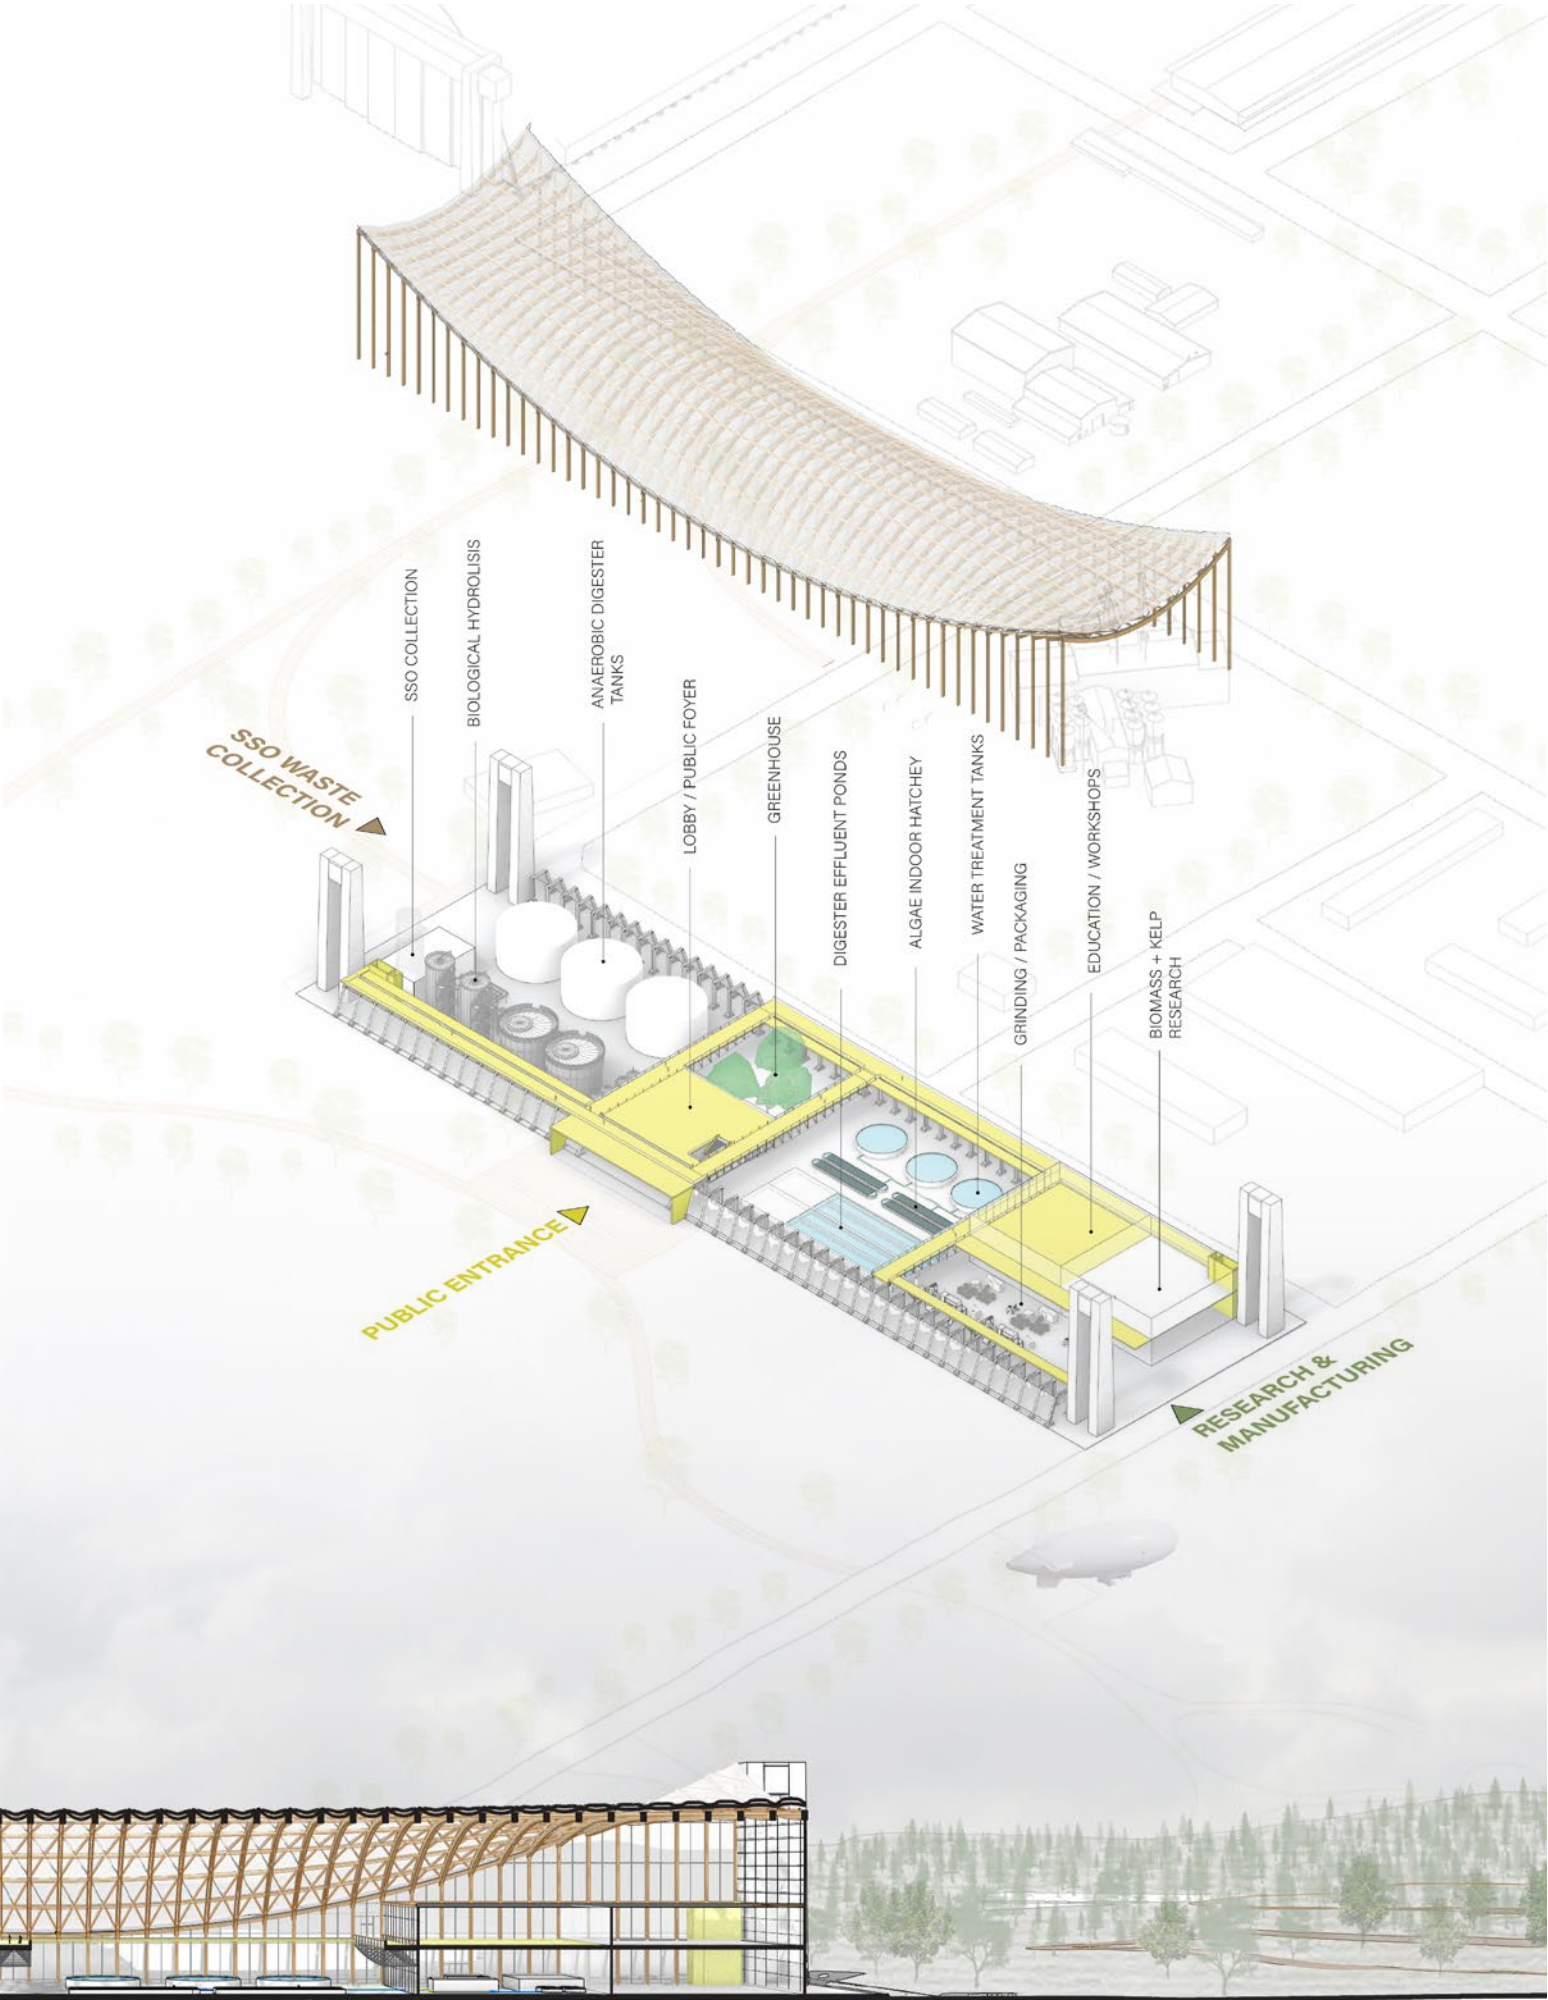 SSO COLLECTION
BIOLOGICAL HYDROLISIS
ANAEROBIC DIGESTER
TANKS
LOBBY / PUBLIC FOYER
GREENHOUSE
DIGESTER EFFLUENT PONDS
ALGAE INDOOR HATCHEY
WATER TREATMENT TANKS
GRINDING / PACKAGING
EDUCATION / WORKSHOPS
BIOMASS + KELP
RESEARCH
SSO WASTE
COLLECTION
PUBLIC ENTRANCE
RESEARCH &
MANUFACTURING